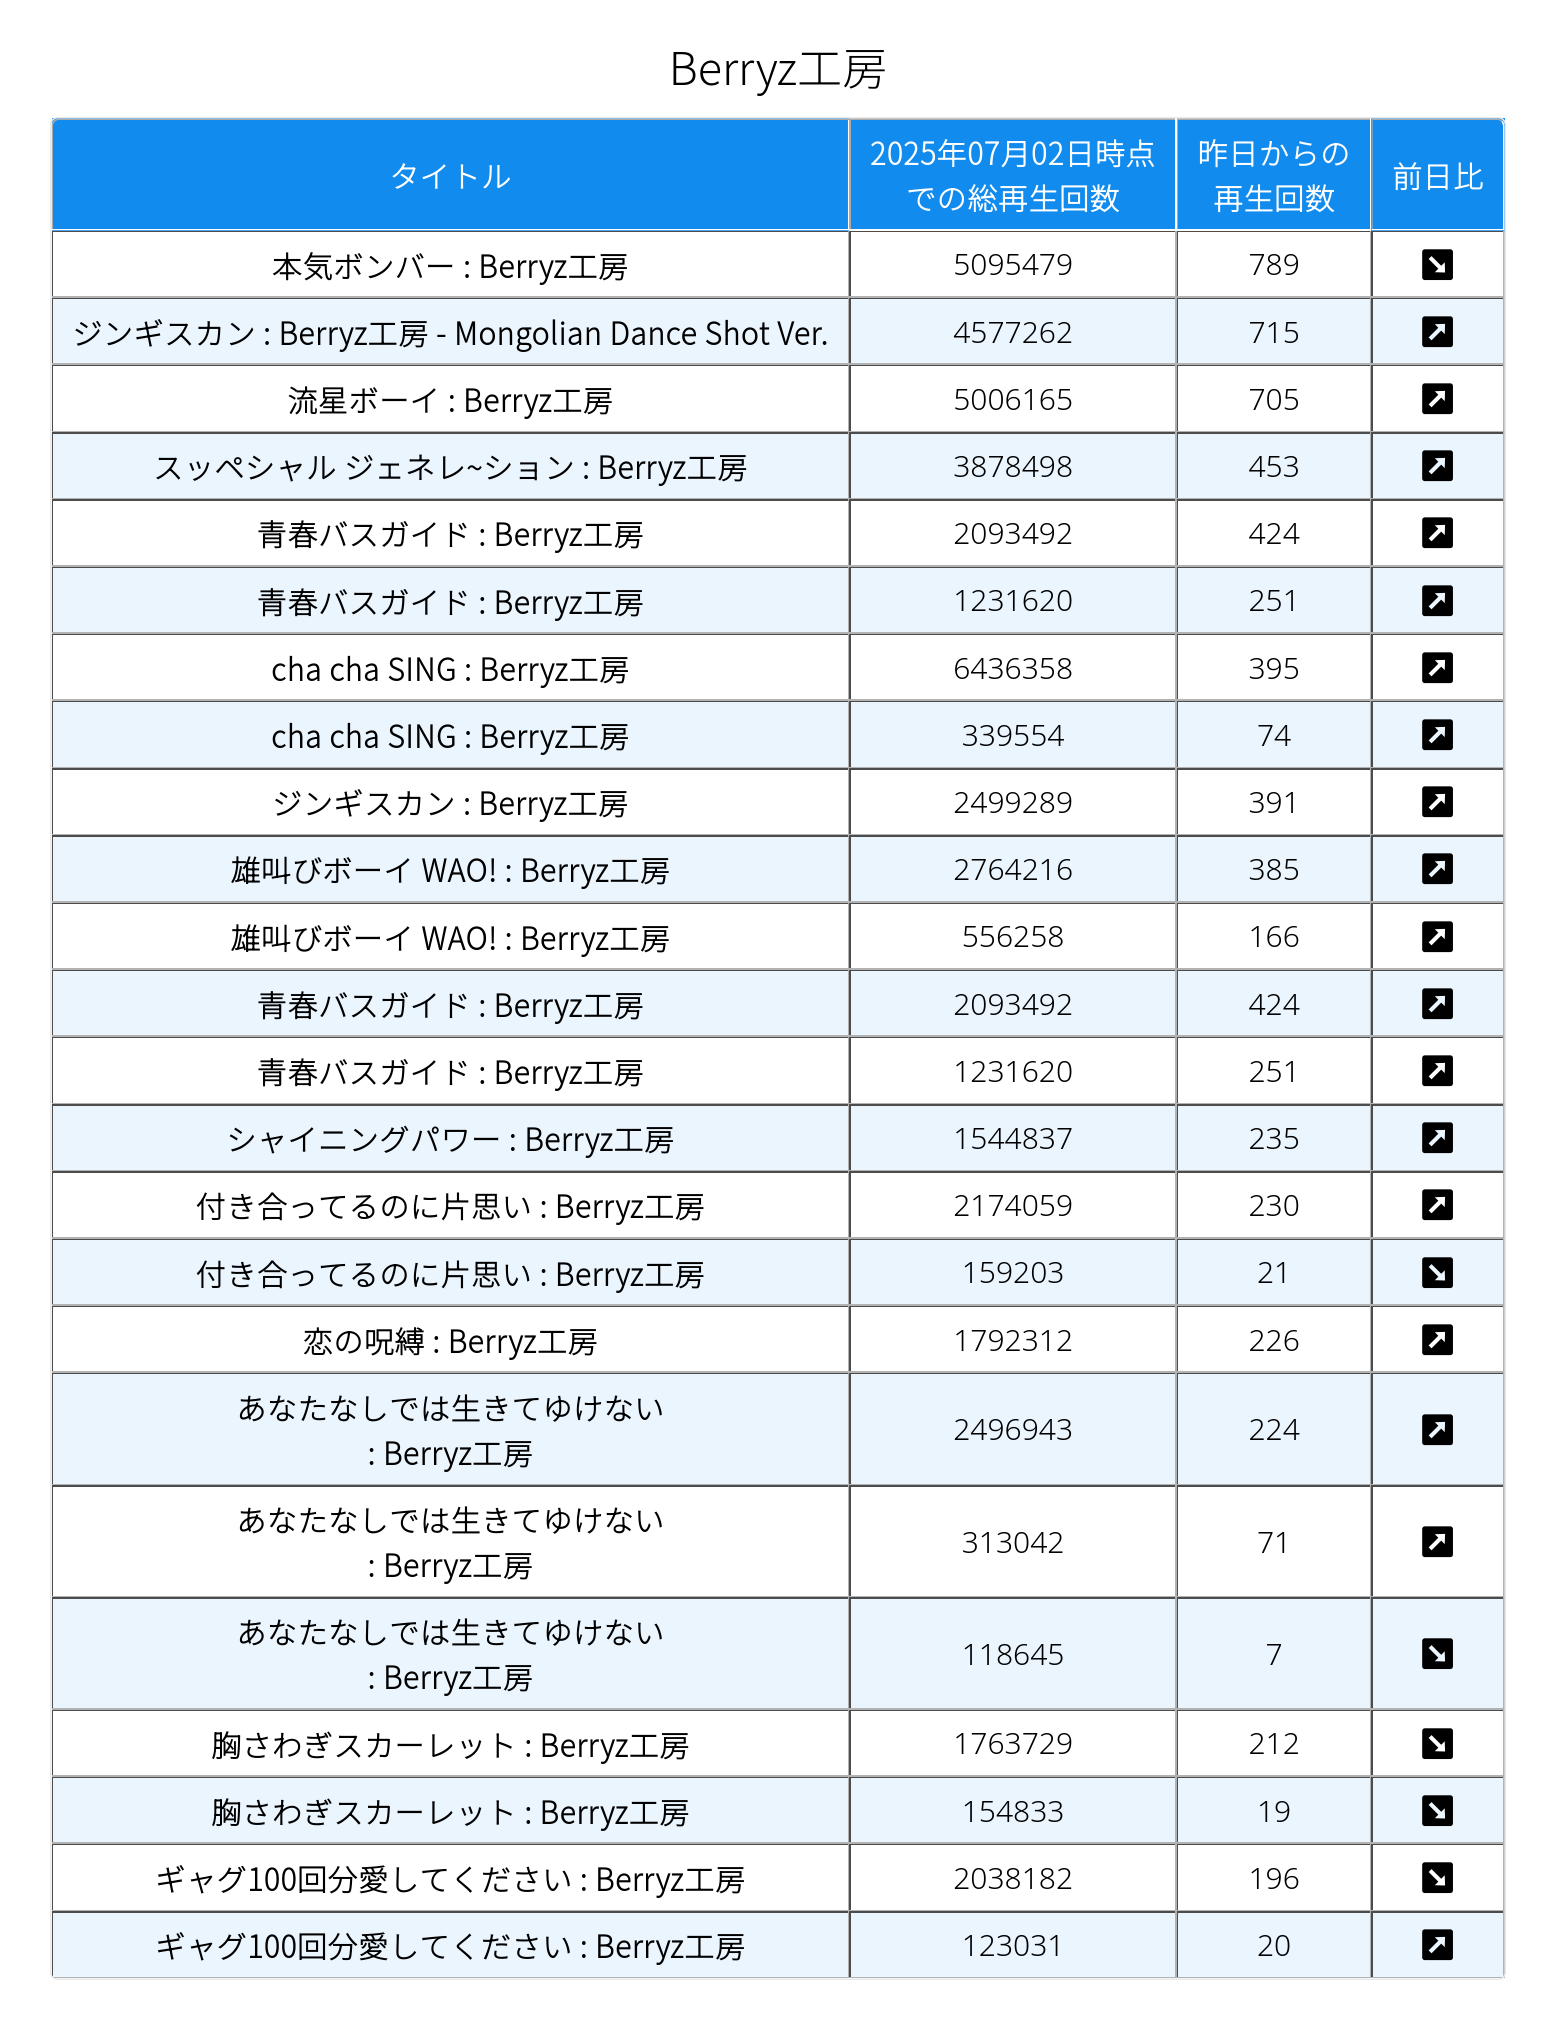 Berryz工房
タイトル
2025年07月02日時点
での総再生回数
昨日からの
再生回数
前日比
本気ボンバー : Berryz工房 5095479 789
ジンギスカン : Berryz工房 - Mongolian Dance Shot Ver. 4577262 715
流星ボーイ : Berryz工房 5006165 705
スッペシャル ジェネレ~ション : Berryz工房 3878498 453
青春バスガイド : Berryz工房 2093492 424
青春バスガイド : Berryz工房 1231620 251
cha cha SING : Berryz工房 6436358 395
cha cha SING : Berryz工房 339554 74
ジンギスカン : Berryz工房 2499289 391
雄叫びボーイ WAO! : Berryz工房 2764216 385
雄叫びボーイ WAO! : Berryz工房 556258 166
青春バスガイド : Berryz工房 2093492 424
青春バスガイド : Berryz工房 1231620 251
シャイニングパワー : Berryz工房 1544837 235
付き合ってるのに片思い : Berryz工房 2174059 230
付き合ってるのに片思い : Berryz工房 159203 21
恋の呪縛 : Berryz工房 1792312 226
あなたなしでは生きてゆけない
: Berryz工房 2496943 224
あなたなしでは生きてゆけない
: Berryz工房 313042 71
あなたなしでは生きてゆけない
: Berryz工房 118645 7
胸さわぎスカーレット : Berryz工房 1763729 212
胸さわぎスカーレット : Berryz工房 154833 19
ギャグ100回分愛してください : Berryz工房 2038182 196
ギャグ100回分愛してください : Berryz工房 123031 20